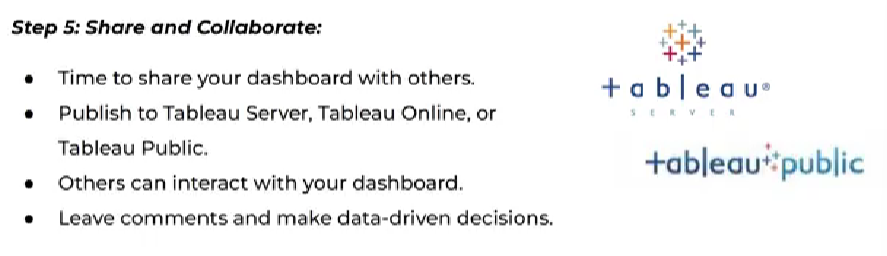 Step 5: Share and Collaborate:
• Time to share your dashboard with others.
• Publish to Tableau Server, Tableau Online, or
Tableau Public.
• Others can interact with your dashboard.
• Leave comments and make data-driven decisions.
+ableau®
SERVER
+ableau public